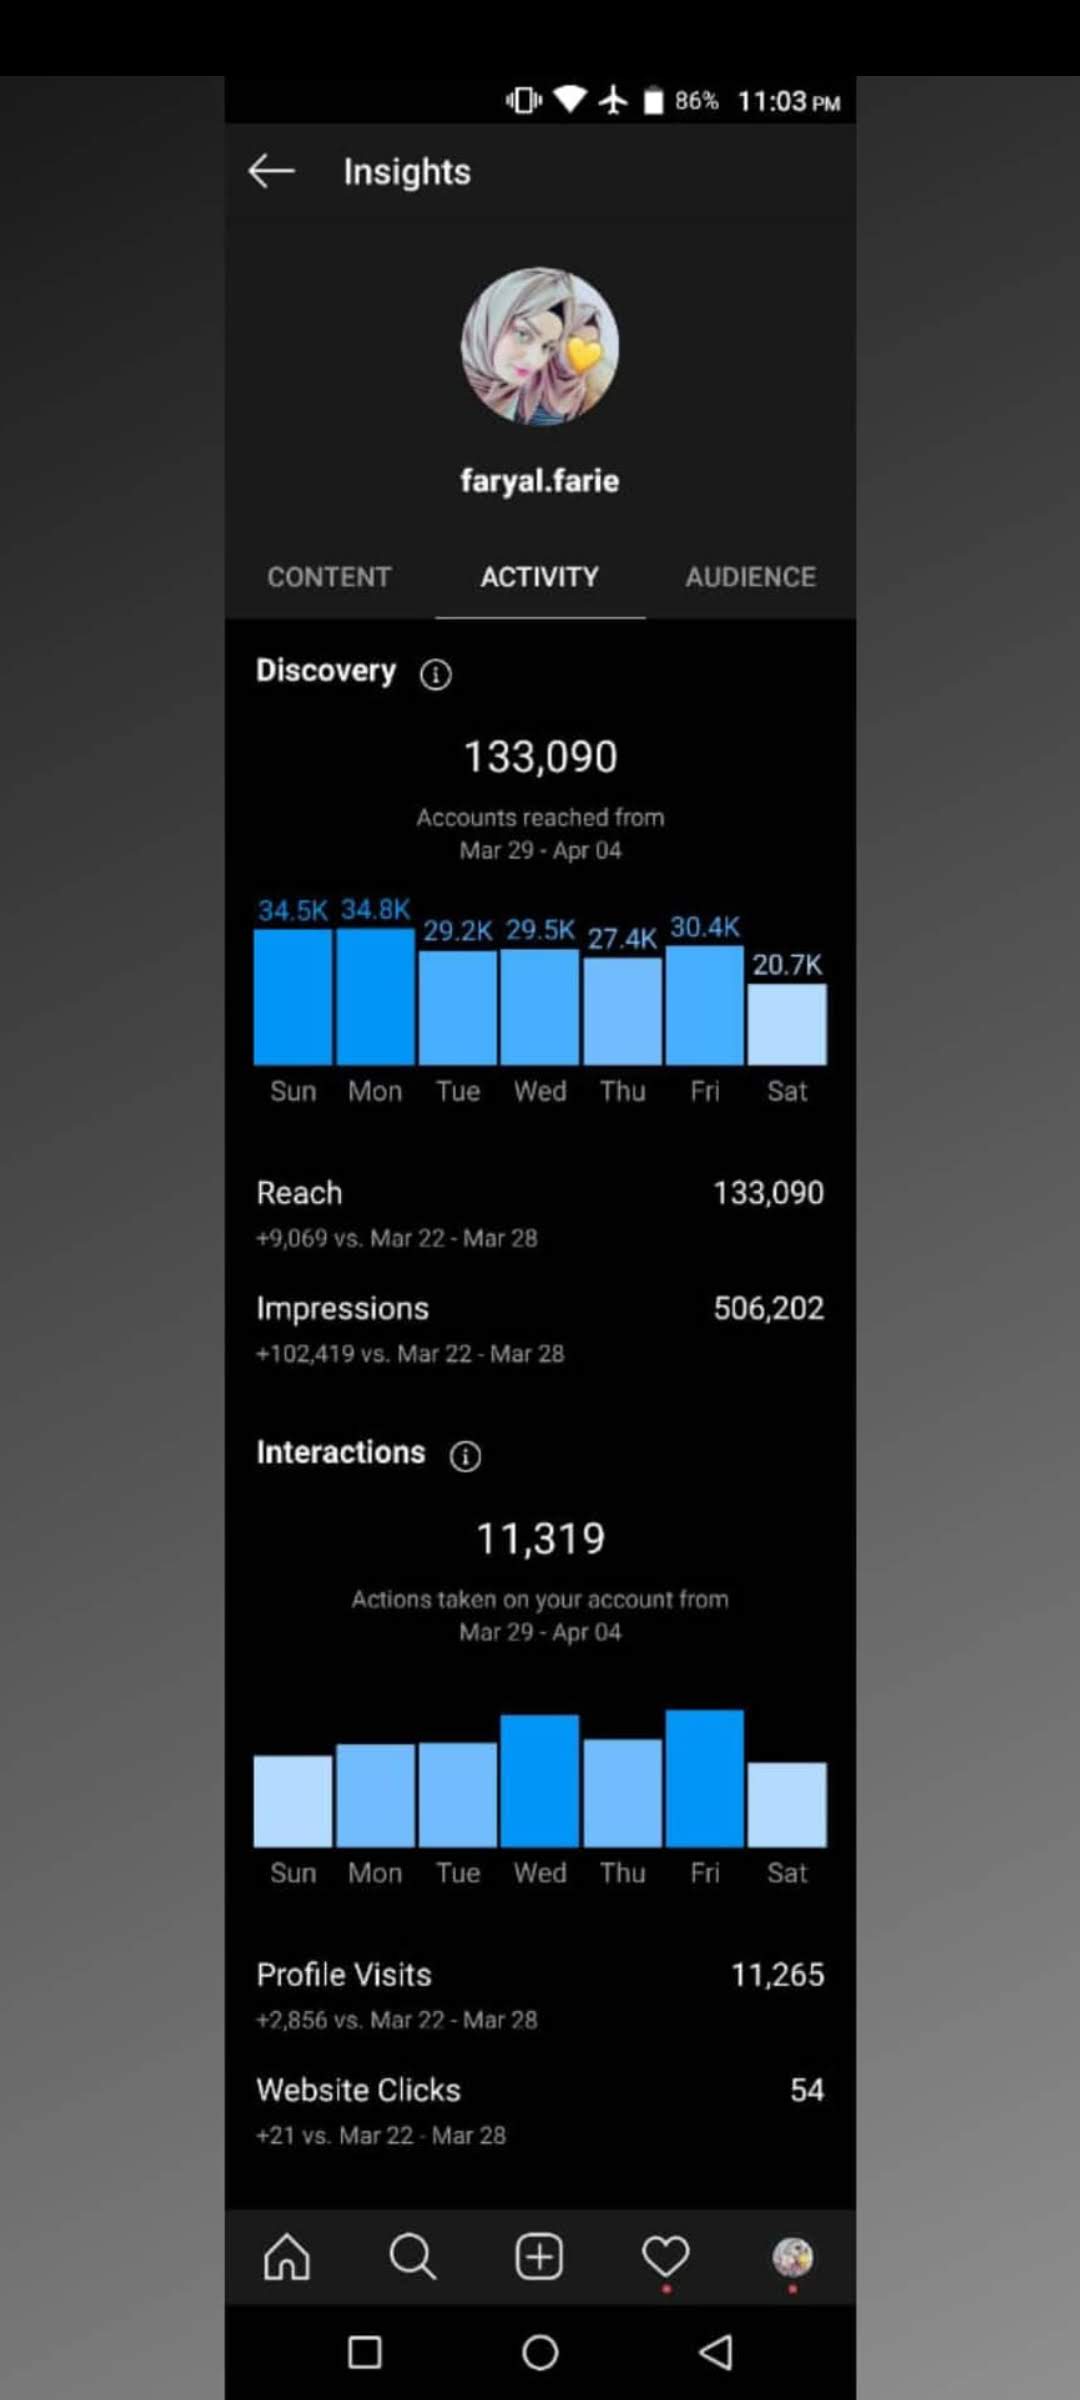 86% 11:03 PM
Insights
faryal.farie
CONTENT ACTIVITY AUDIENCE
Discovery
133,090
Accounts reached from
Mar 29 - Apr 04
34.5K 34.8K 29.2K 29.5K 27.4K 30.4K 20.7K
Sun Mon Tue Wed Thu Fri Sat
Reach 133,090
+9,069 vs. Mar 22 - Mar 28
Impressions 506,202
+102,419 vs. Mar 22 - Mar 28
Interactions
11,319
Actions taken on your account from
Mar 29 - Apr 04
Sun Mon Tue Wed Thu Fri Sat
Profile Visits 11,265
+2,856 vs. Mar 22 - Mar 28
Website Clicks 54
+21 vs. Mar 22 - Mar 28